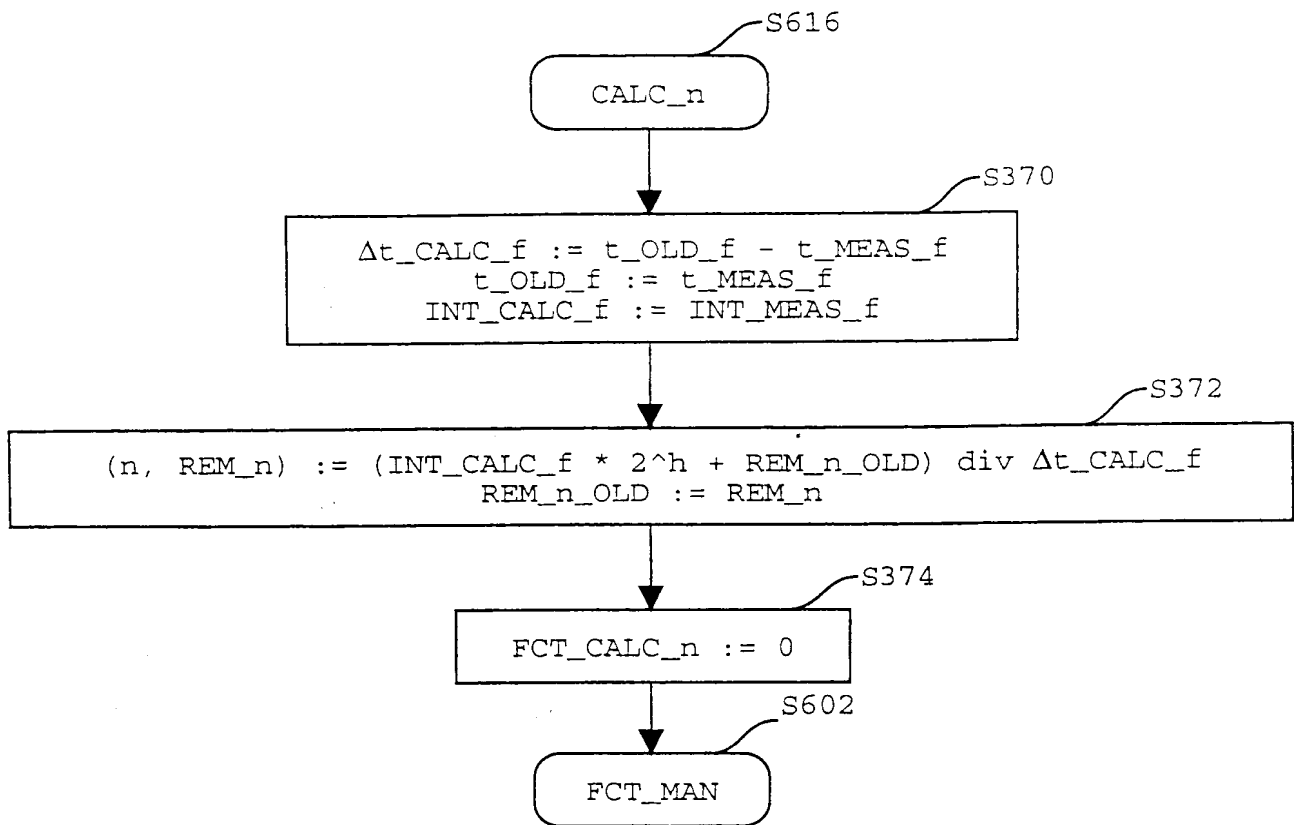 S616
CALC_n
S370
Δt_CALC_f := t_OLD_f - t_MEAS_f
t_OLD_f := t_MEAS_f
INT_CALC_f := INT_MEAS_f
S372
(n, REM_n) := (INT_CALC_f * 2^h + REM_n_OLD) div Δt_CALC_f
REM_n_OLD := REM_n
S374
FCT_CALC_n := 0
S602
FCT_MAN